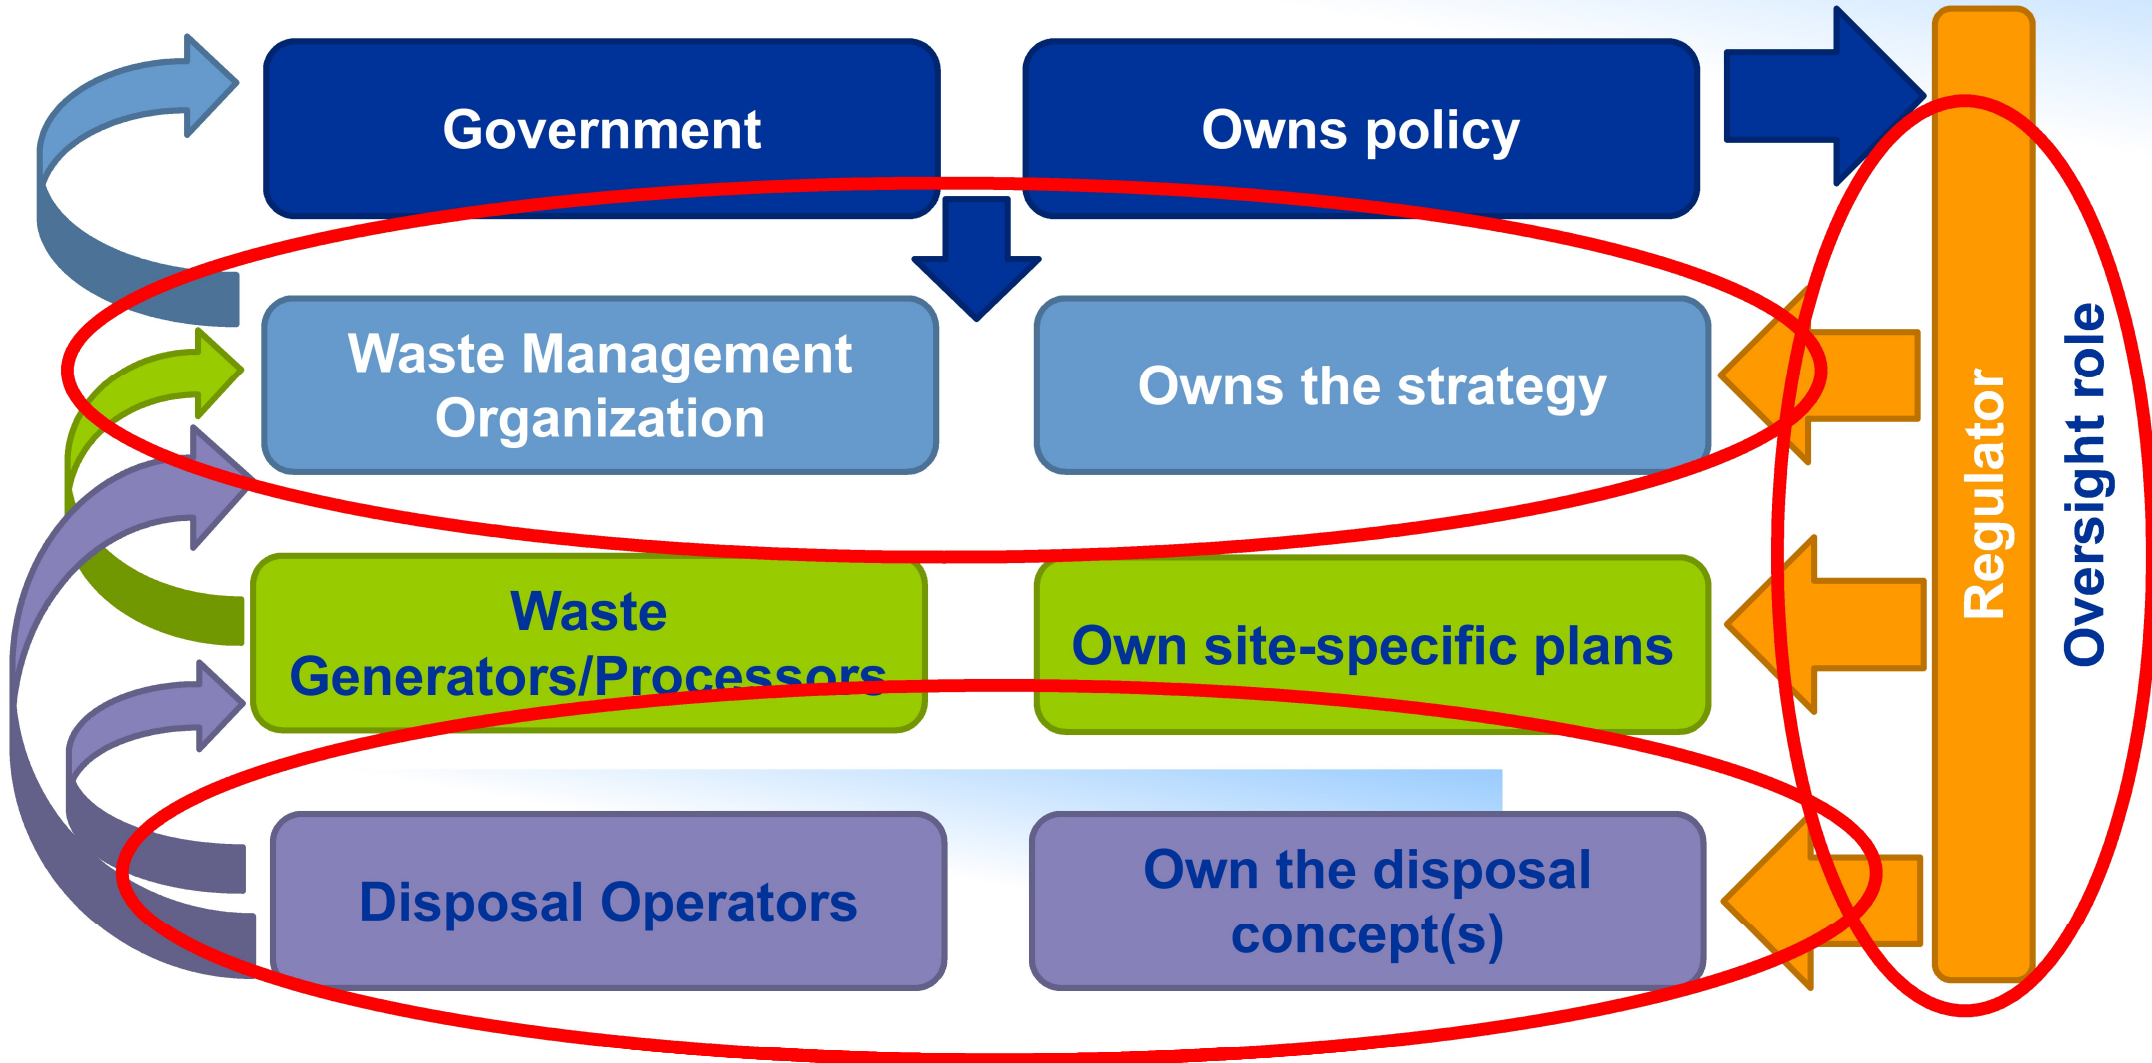 Government
Owns policy
Waste Management
Organization
Owns the strategy
Waste
Generators/Processors
Own site-specific plans
Disposal Operators
Own the disposal
concept(s)
Regulator
Oversight role